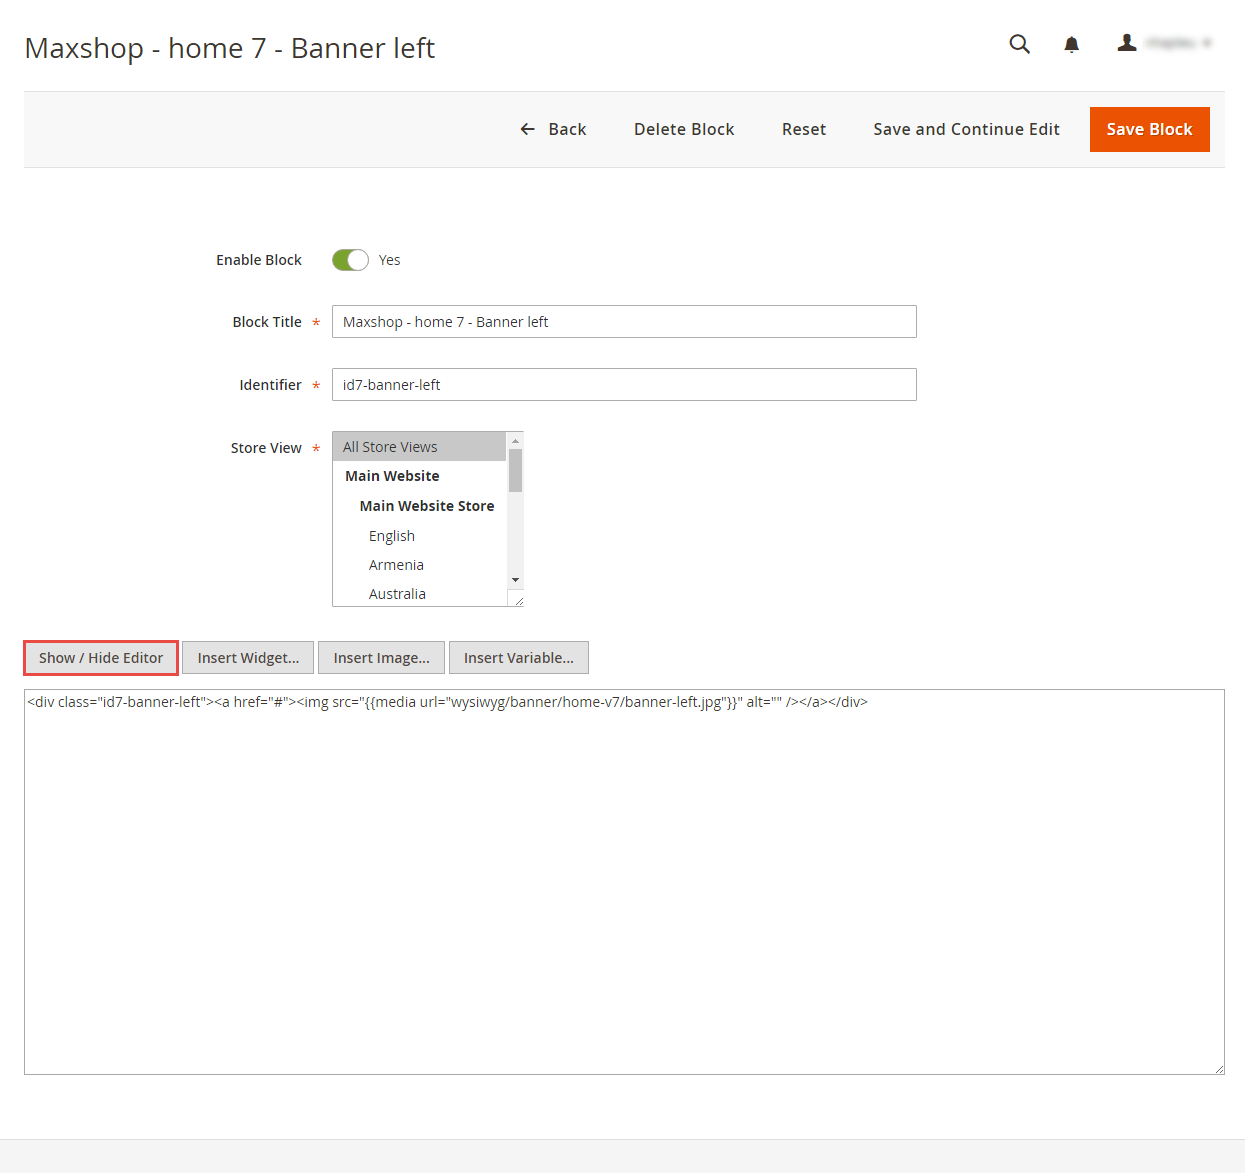 Maxshop - home 7 - Banner left
Back Delete Block Reset Save and Continue Edit Save Block
Enable Block Yes
Block Title * Maxshop - home 7 - Banner left
Identifier * id7-banner-left
Store View * All Store Views
Main Website
Main Website Store
English
Armenia
Australia
Show / Hide Editor Insert Widget... Insert Image... Insert Variable...
<div class="id7-banner-left"><a href="#"><img src="{{media url="wysiwyg/banner/home-v7/banner-left.jpg"}}" alt="" /></a></div>